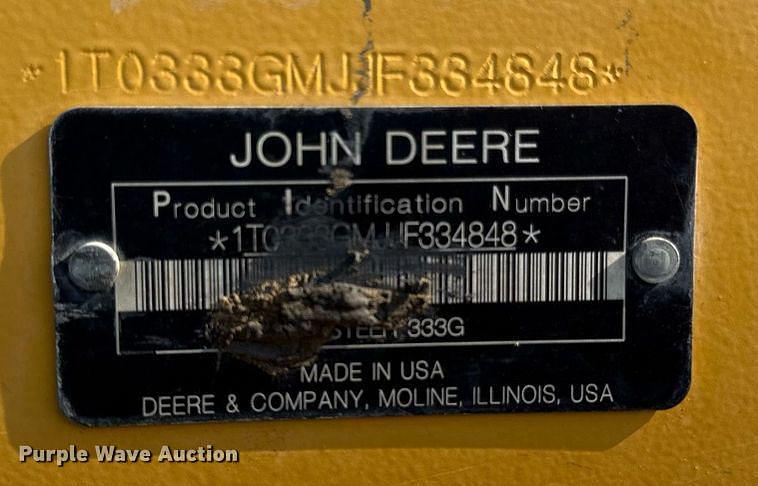 *1T0333GMJJF334848*
JOHN DEERE
Product Identification Number
*1T0333GMJJF334848*
333G
MADE IN USA
DEERE & COMPANY, MOLINE, ILLINOIS, USA
Purple Wave Auction